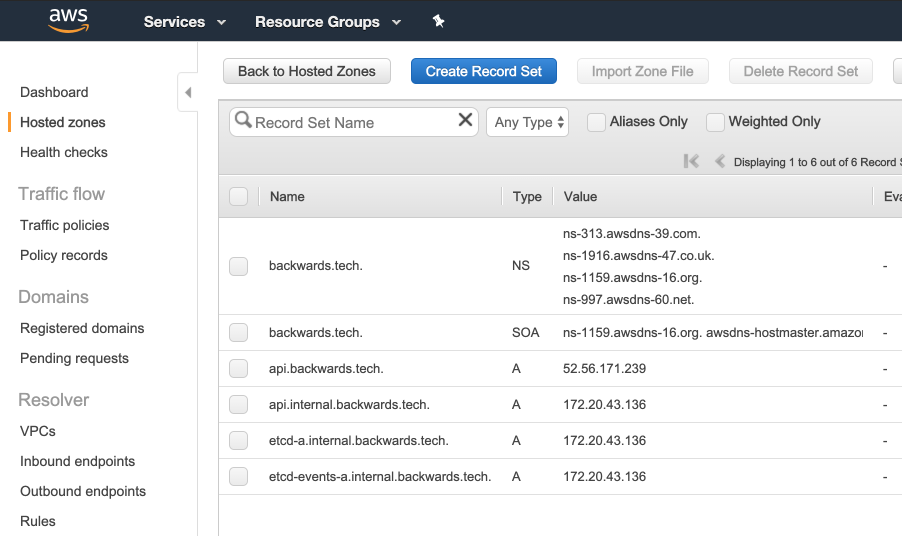 aws
Services
Resource Groups
Dashboard
Hosted zones
Health checks
Traffic flow
Traffic policies
Policy records
Domains
Registered domains
Pending requests
Resolver
VPCs
Inbound endpoints
Outbound endpoints
Rules
Back to Hosted Zones
Create Record Set
Import Zone File
Delete Record Set
Record Set Name
Any Type
Aliases Only
Weighted Only
Displaying 1 to 6 out of 6 Record
Name Type Value Eva
backwards.tech. NS ns-313.awsdns-39.com.
ns-1916.awsdns-47.co.uk.
ns-1159.awsdns-16.org.
ns-997.awsdns-60.net.
-
backwards.tech. SOA ns-1159.awsdns-16.org. awsdns-hostmaster.amazon -
api.backwards.tech. A 52.56.171.239 -
api.internal.backwards.tech. A 172.20.43.136 -
etcd-a.internal.backwards.tech. A 172.20.43.136 -
etcd-events-a.internal.backwards.tech. A 172.20.43.136 -